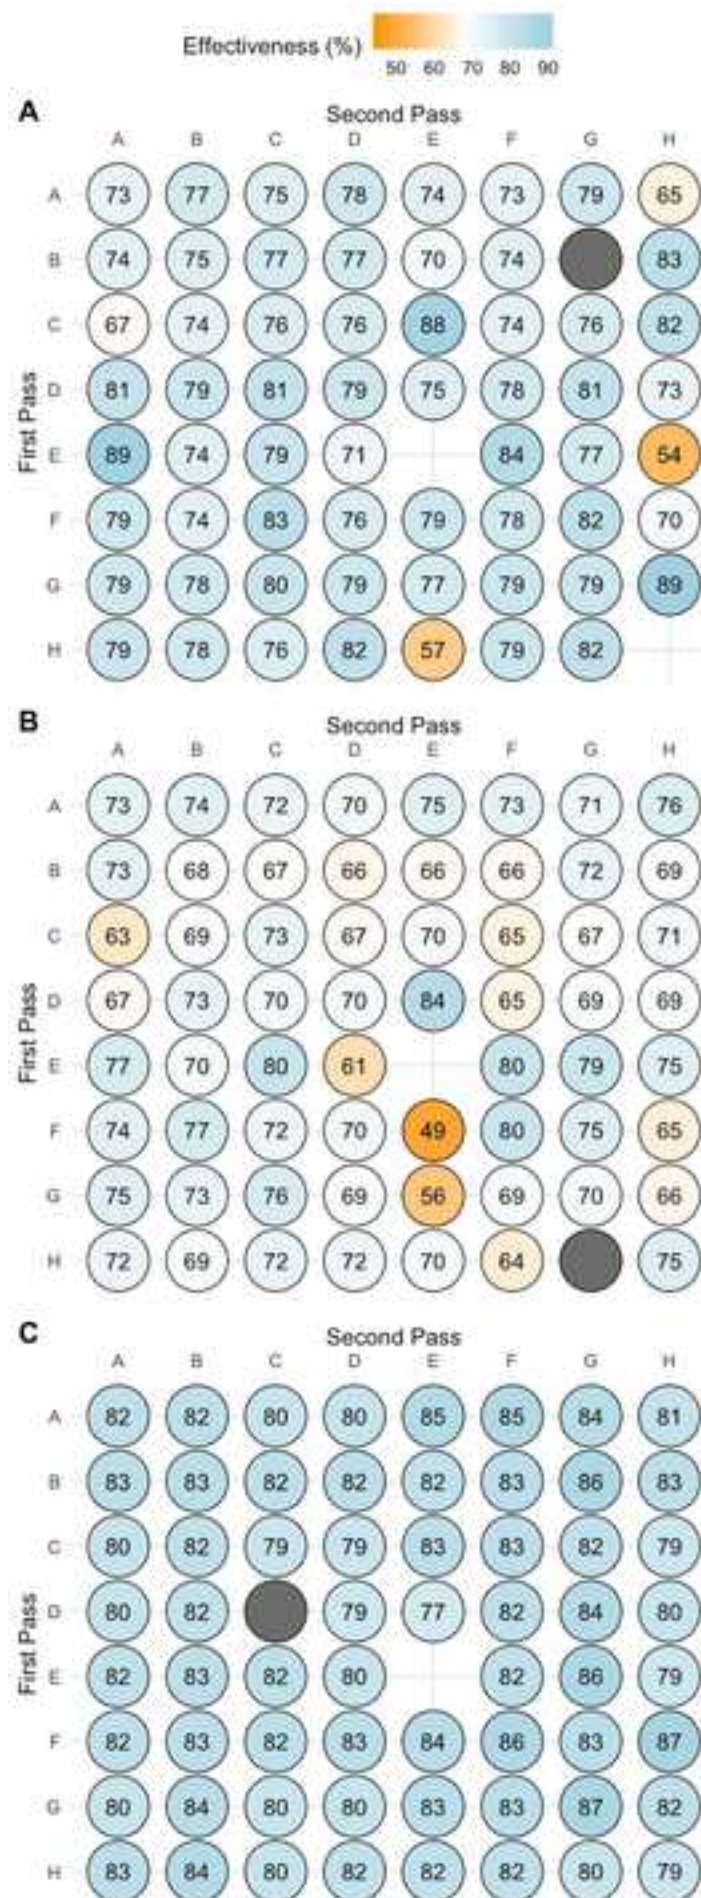 Effectiveness (%)
50 60 70 80 90
A
Second Pass
A B C D E F G H
First Pass
A 73 77 75 78 74 73 79 65
B 74 75 77 77 70 74 83
C 67 74 76 76 88 74 76 82
D 81 79 81 79 75 78 81 73
E 89 74 79 71 84 77 54
F 79 74 83 76 79 78 82 70
G 79 78 80 79 77 79 79 89
H 79 78 76 82 57 79 82
B
Second Pass
A B C D E F G H
First Pass
A 73 74 72 70 75 73 71 76
B 73 68 67 66 66 66 72 69
C 63 69 73 67 70 65 67 71
D 67 73 70 70 84 65 69 69
E 77 70 80 61 80 79 75
F 74 77 72 70 49 80 75 65
G 75 73 76 69 56 69 70 66
H 72 69 72 72 70 64 75
C
Second Pass
A B C D E F G H
First Pass
A 82 82 80 80 85 85 84 81
B 83 83 82 82 82 83 86 83
C 80 82 79 79 83 83 82 79
D 80 82 79 77 82 84 80
E 82 83 82 80 82 86 79
F 82 83 82 83 84 86 83 87
G 80 84 80 80 83 83 87 82
H 83 84 80 82 82 82 80 79